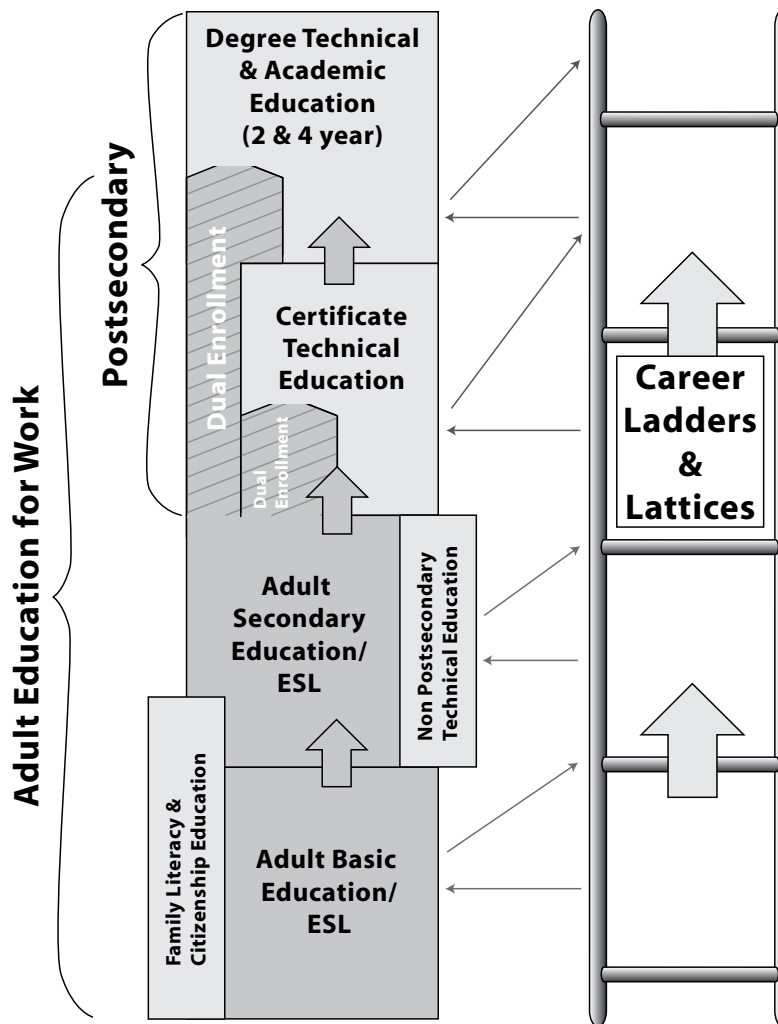 Degree Technical
& Academic
Education
(2 & 4 year)
Postsecondary
Adult Education for Work
Dual Enrollment
Certificate
Technical
Education
Dual
Enrollment
Career
Ladders
&
Lattices
Adult
Secondary
Education/
ESL
Non Postsecondary
Technical Education
Family Literacy &
Citizenship Education
Adult Basic
Education/
ESL